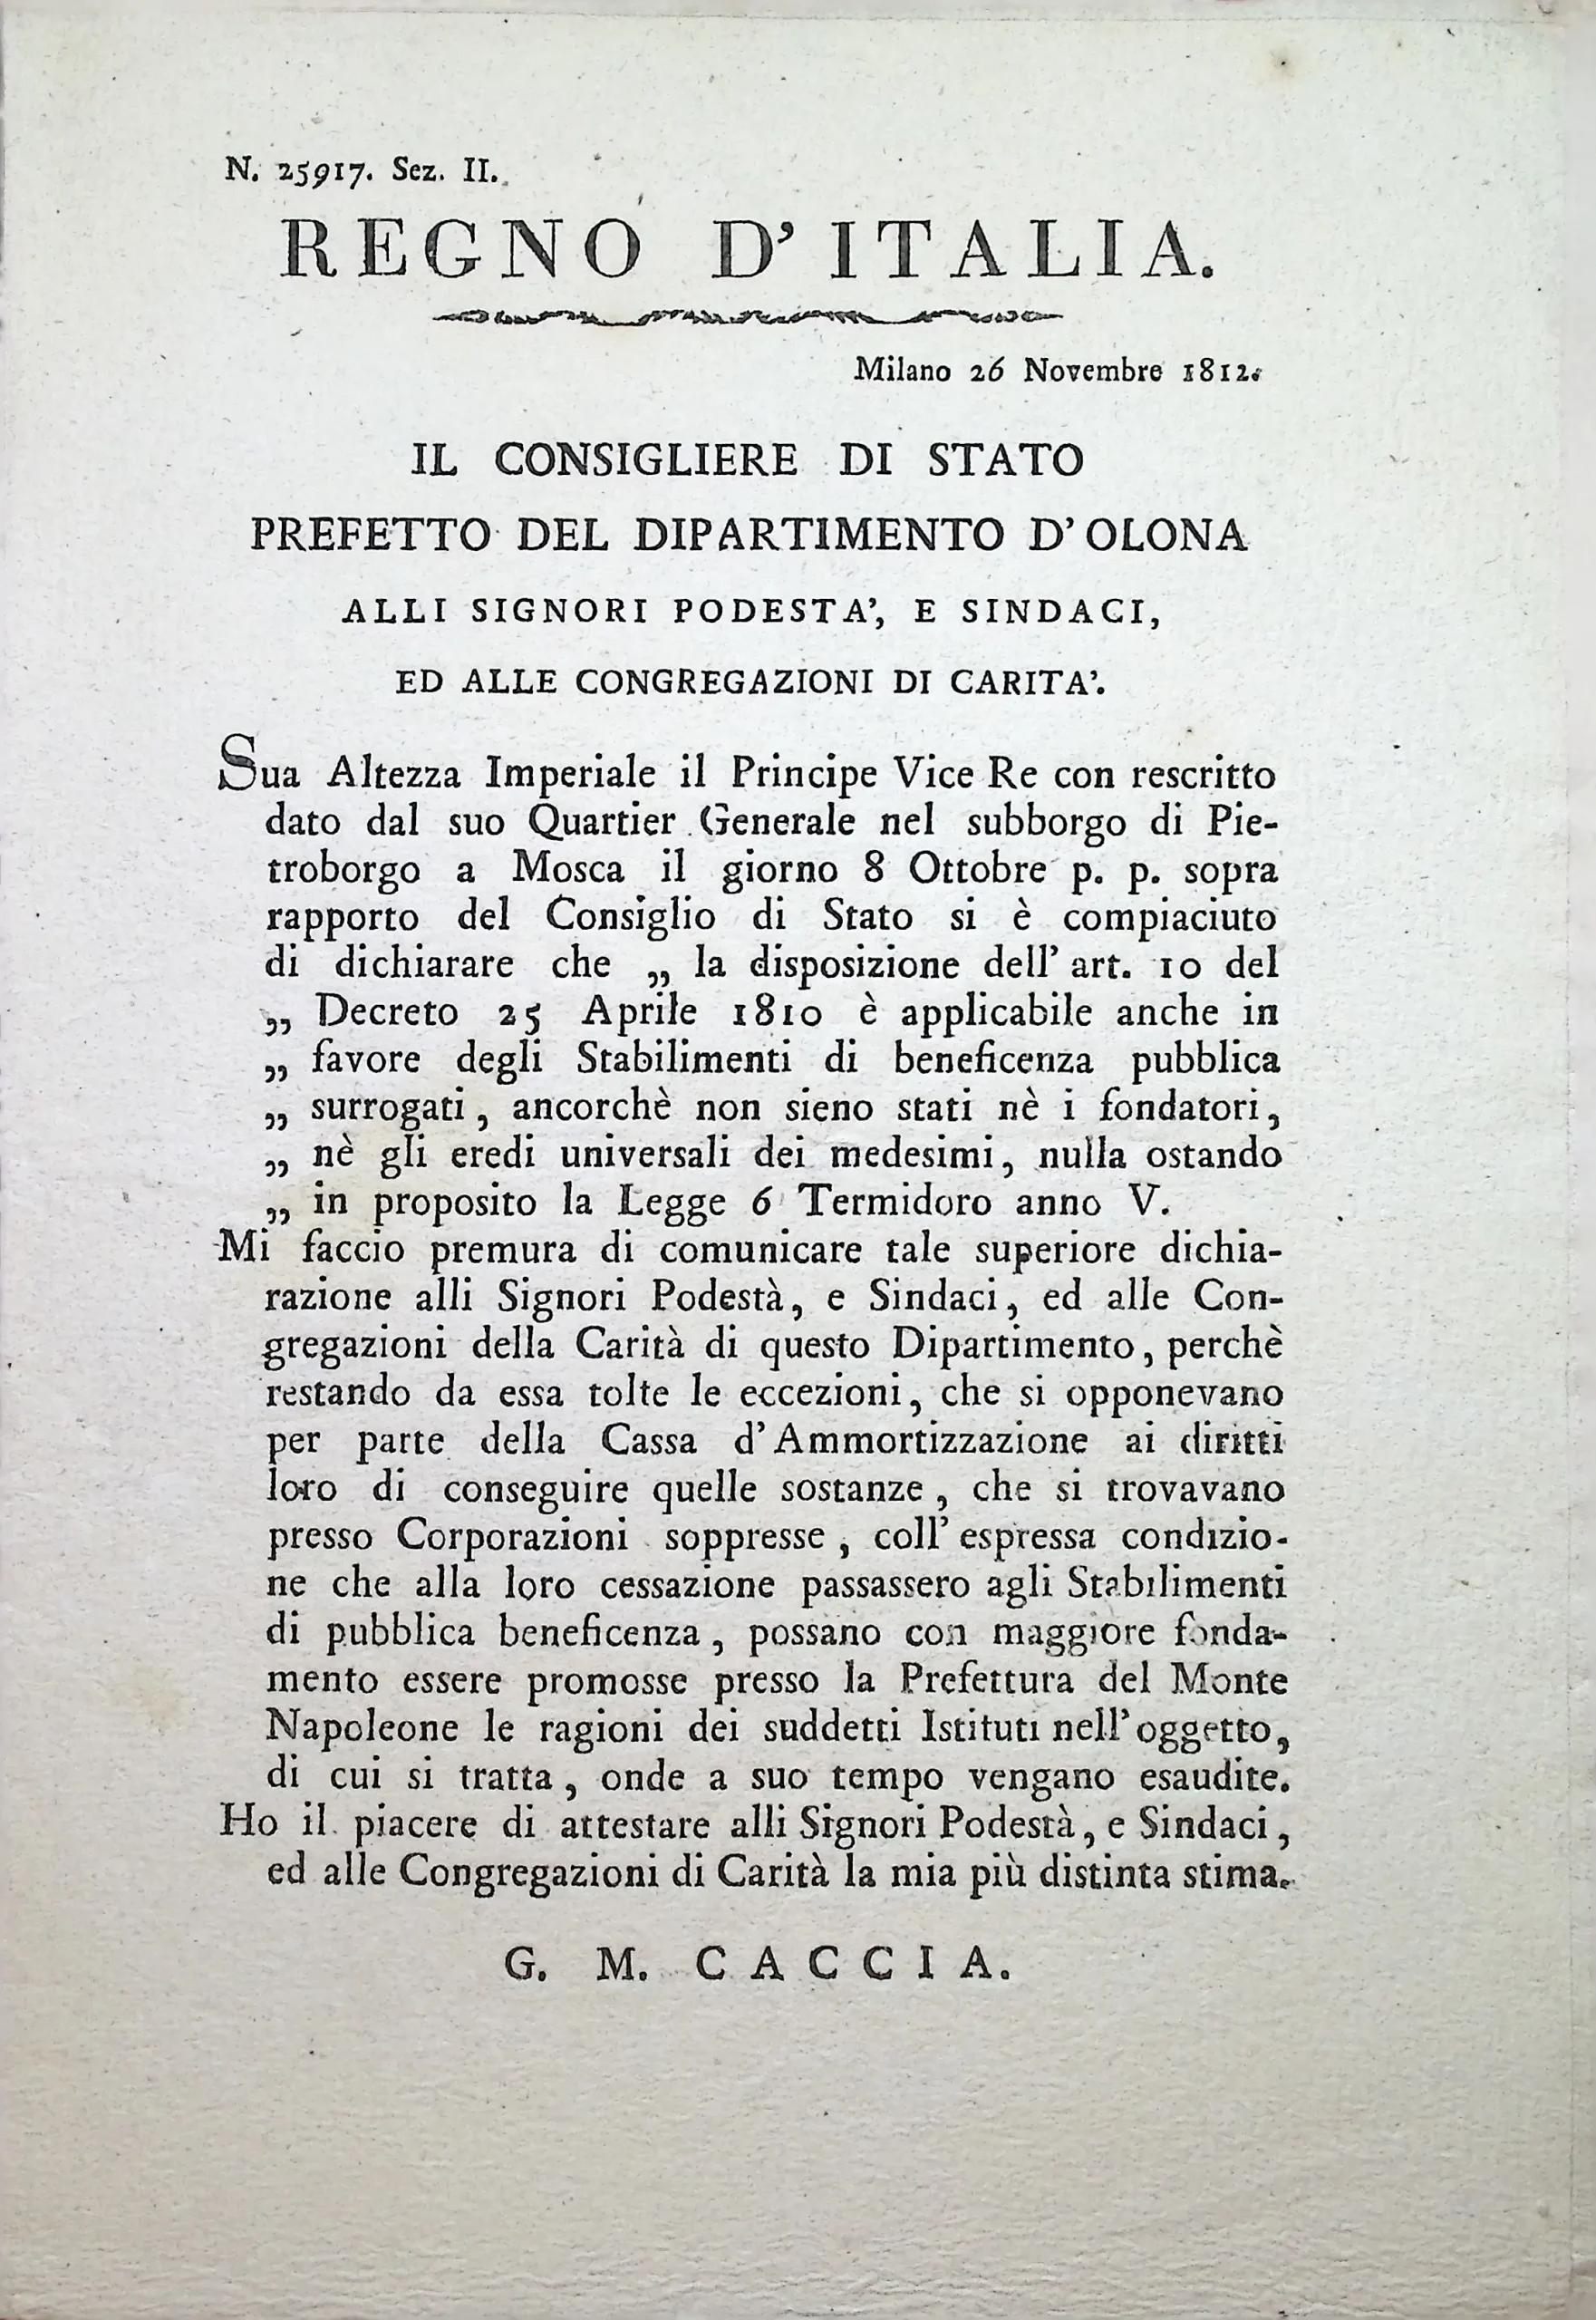 N. 25917. Sez. II.
REGNO D'ITALIA.
Milano 26 Novembre 1812.
IL CONSIGLIERE DI STATO
PREFETTO DEL DIPARTIMENTO D'OLONA
ALLI SIGNORI PODESTA', E SINDACI,
ED ALLE CONGREGAZIONI DI CARITA'.
Sua Altezza Imperiale il Principe Vice Re con rescritto
dato dal suo Quartier Generale nel subborgo di Pie-
troborgo a Mosca il giorno 8 Ottobre p. p. sopra
rapporto del Consiglio di Stato si è compiaciuto
di dichiarare che „ la disposizione dell' art. 10 del
„ Decreto 25 Aprile 1810 è applicabile anche in
„ favore degli Stabilimenti di beneficenza pubblica
„ surrogati, ancorchè non sieno stati nè i fondatori,
„ nè gli eredi universali dei medesimi, nulla ostando
„ in proposito la Legge 6 Termidoro anno V.
Mi faccio premura di comunicare tale superiore dichia-
razione alli Signori Podestà, e Sindaci, ed alle Con-
gregazioni della Carità di questo Dipartimento, perchè
restando da essa tolte le eccezioni, che si opponevano
per parte della Cassa d'Ammortizzazione ai diritti
loro di conseguire quelle sostanze, che si trovavano
presso Corporazioni soppresse, coll' espressa condizio-
ne che alla loro cessazione passassero agli Stabilimenti
di pubblica beneficenza, possano con maggiore fonda-
mento essere promosse presso la Prefettura del Monte
Napoleone le ragioni dei suddetti Istituti nell' oggetto,
di cui si tratta, onde a suo tempo vengano esaudite.
Ho il piacere di attestare alli Signori Podestà, e Sindaci,
ed alle Congregazioni di Carità la mia più distinta stima.
G. M. CACCIA.